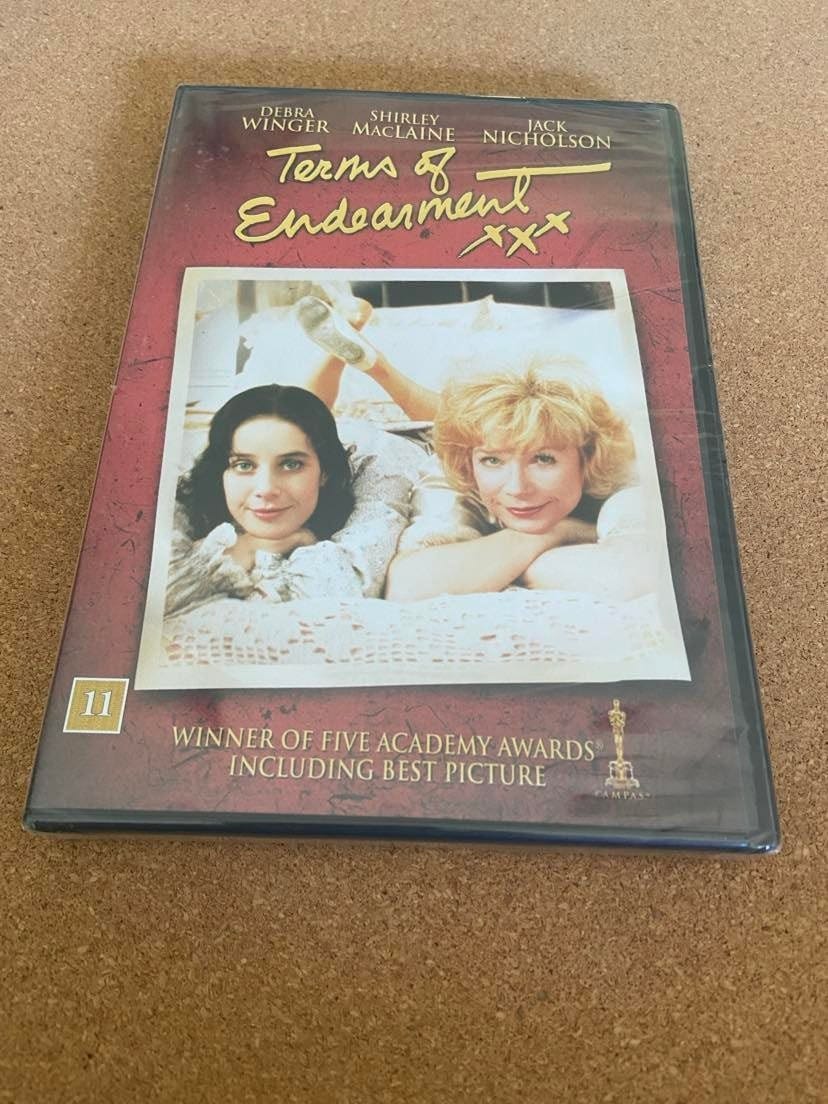 DEBRA SHIRLEY JACK
WINGER MACLAINE NICHOLSON
Terms of
Endearment
xxx
11
WINNER OF FIVE ACADEMY AWARDS®
INCLUDING BEST PICTURE
©AMPAS®